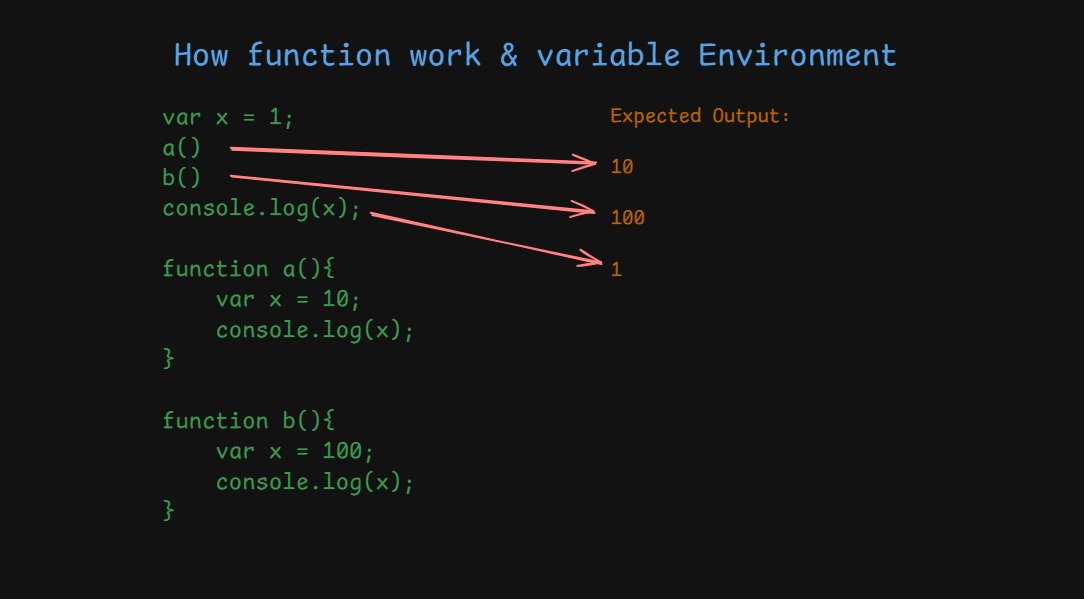 How function work & variable Environment
var x = 1;
a()
b()
console.log(x);
function a(){
    var x = 10;
    console.log(x);
}
function b(){
    var x = 100;
    console.log(x);
}
Expected Output:
10
100
1